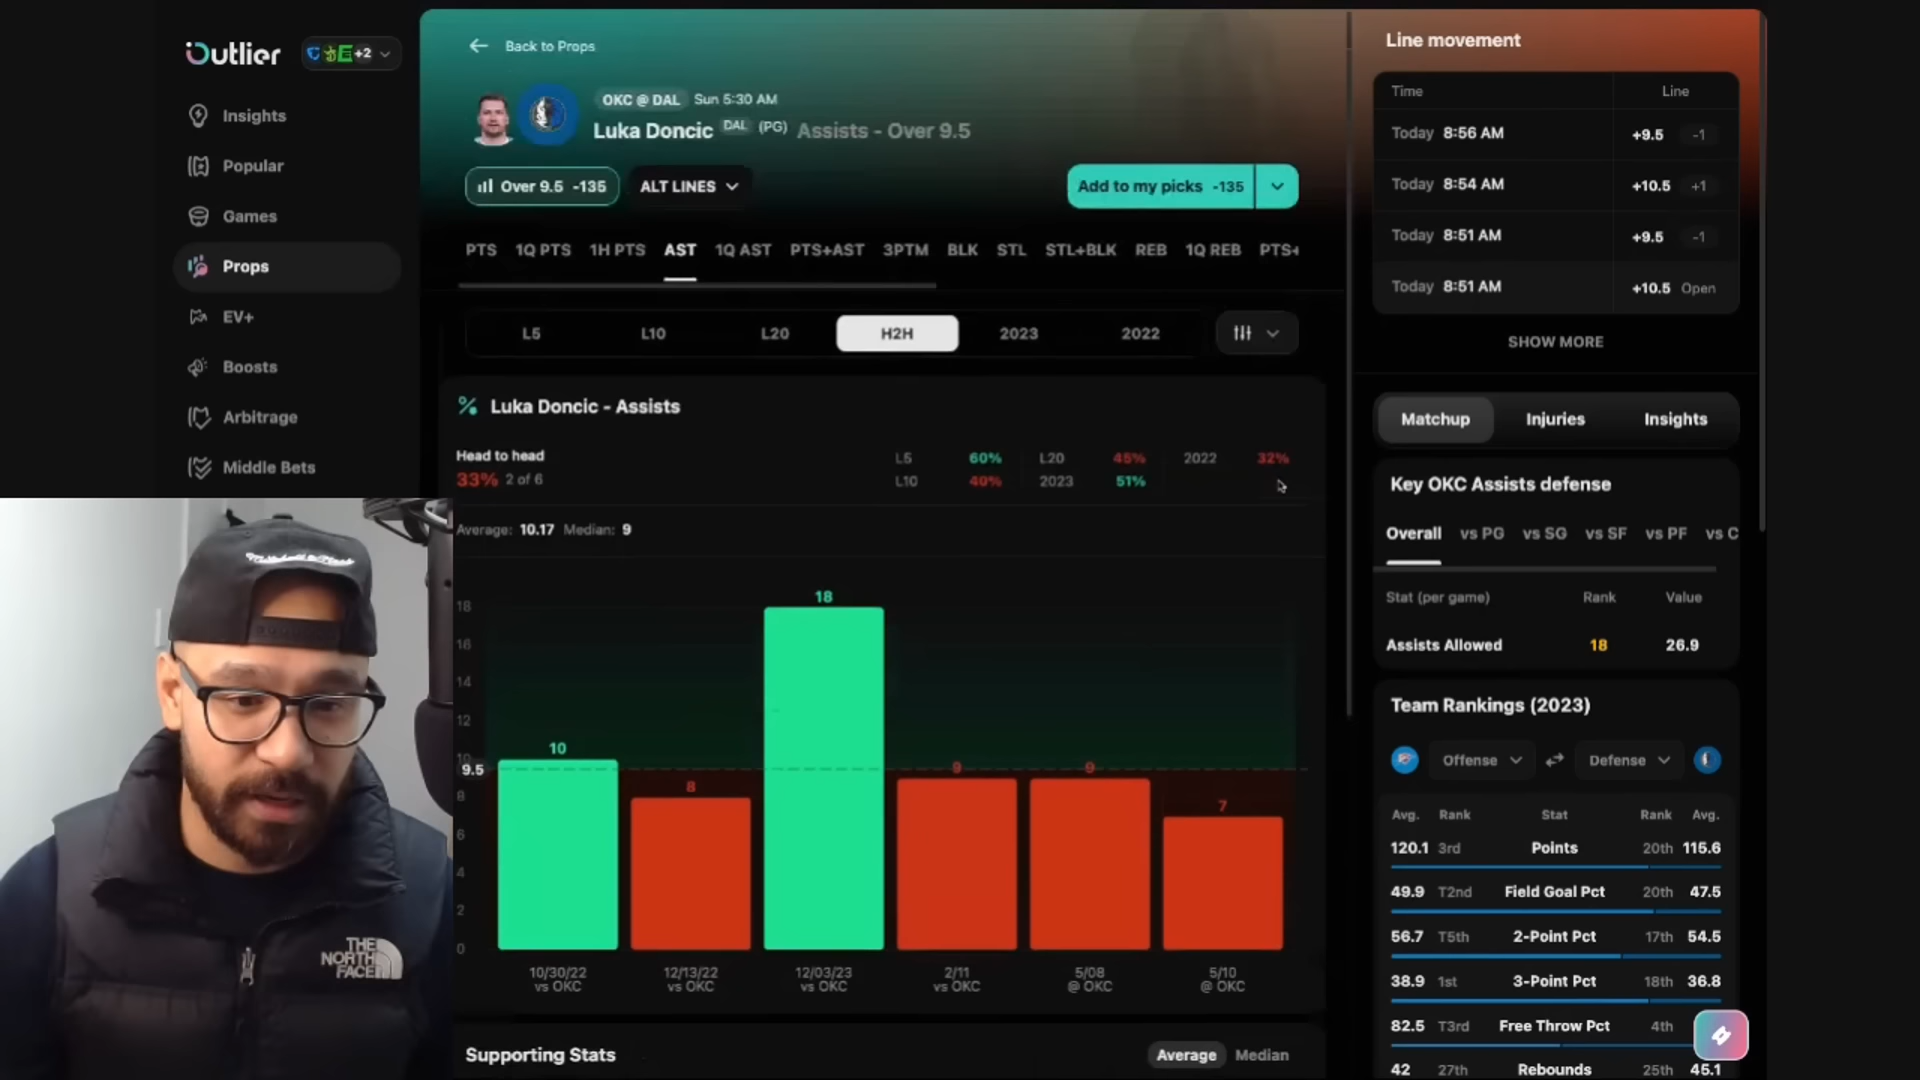 Outlier
+2
Insights
Popular
Games
Props
EV+
Boosts
Arbitrage
Middle Bets
Back to Props
OKC @ DAL Sun 5:30 AM
Luka Doncic DAL (PG) Assists - Over 9.5
Over 9.5 -135 ALT LINES
Add to my picks -135
PTS 1Q PTS 1H PTS AST 1Q AST PTS+AST 3PTM BLK STL STL+BLK REB 1Q REB PTS+
L5 L10 L20 H2H 2023 2022
% Luka Doncic - Assists
Head to head
33% 2 of 6
L5 60% L20 45% 2022 32%
L10 40% 2023 51%
Average: 10.17 Median: 9
18
16
14
12
10
9.5
8
6
4
2
0
10
8
18
9
9
7
10/30/22
vs OKC
12/13/22
vs OKC
12/03/23
vs OKC
2/11
vs OKC
5/08
@ OKC
5/10
@ OKC
Supporting Stats
Average Median
Line movement
Time Line
Today 8:56 AM +9.5 -1
Today 8:54 AM +10.5 +1
Today 8:51 AM +9.5 -1
Today 8:51 AM +10.5 Open
SHOW MORE
Matchup Injuries Insights
Key OKC Assists defense
Overall vs PG vs SG vs SF vs PF vs C
Stat (per game) Rank Value
Assists Allowed 18 26.9
Team Rankings (2023)
Offense Defense
Avg. Rank Stat Rank Avg.
120.1 3rd Points 20th 115.6
49.9 T2nd Field Goal Pct 20th 47.5
56.7 T5th 2-Point Pct 17th 54.5
38.9 1st 3-Point Pct 18th 36.8
82.5 T3rd Free Throw Pct 4th
42 27th Rebounds 25th 45.1
THE
NORTH
FACE